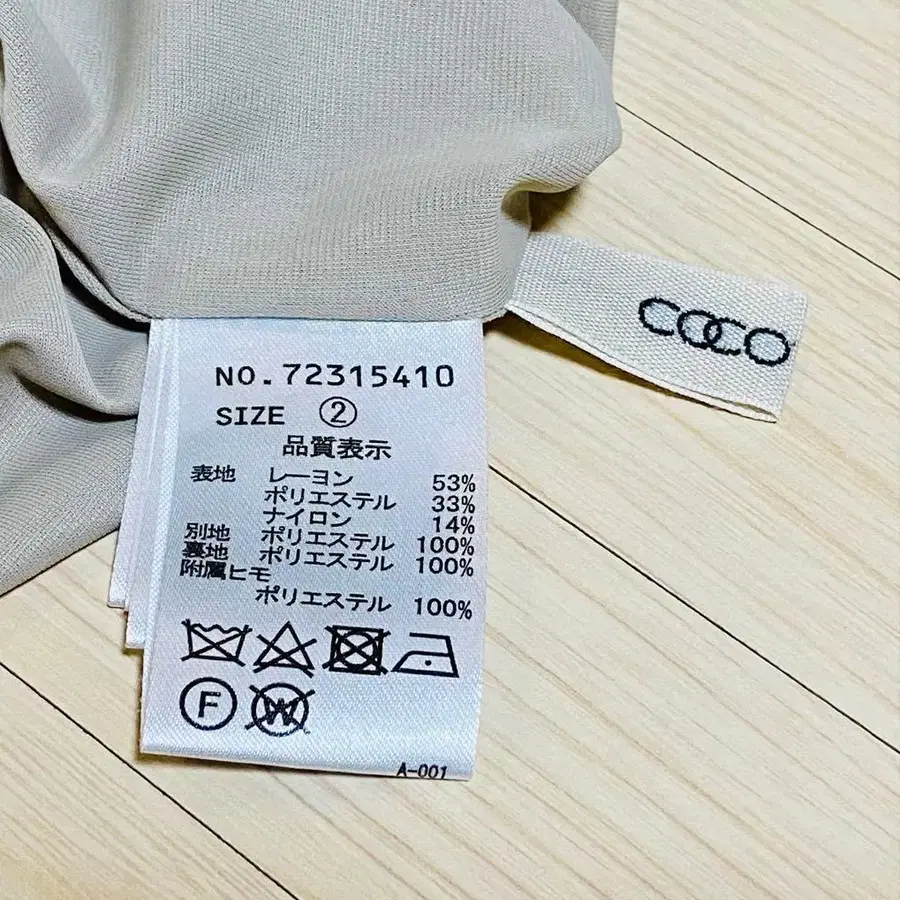 NO.72315410
SIZE ②
品質表示
表地 レーヨン 53%
ポリエステル 33%
ナイロン 14%
別地 ポリエステル 100%
裏地 ポリエステル 100%
附属ヒモ
ポリエステル 100%
F
W
A-001
COCO